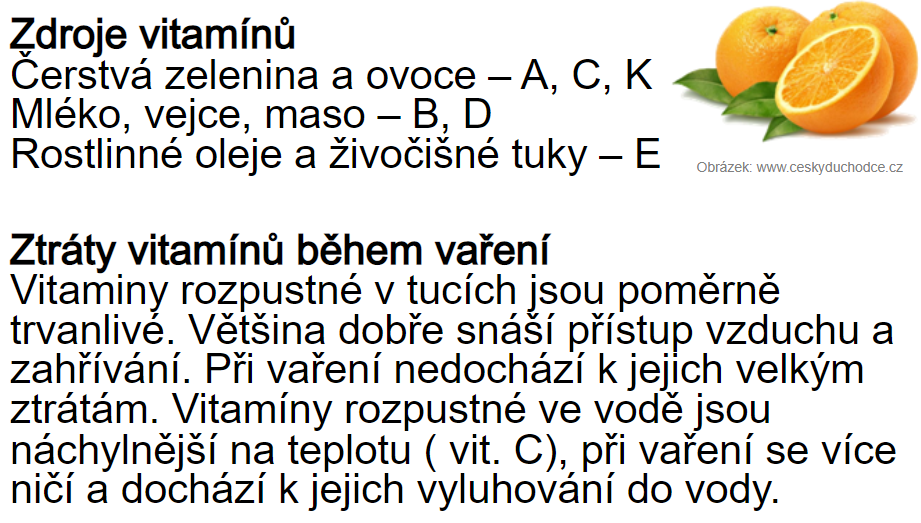 Zdroje vitamínů
Čerstvá zelenina a ovoce – A, C, K
Mléko, vejce, maso – B, D
Rostlinné oleje a živočišné tuky – E
Obrázek: www.ceskyduchodce.cz
Ztráty vitamínů během vaření
Vitaminy rozpustné v tucích jsou poměrně
trvanlivé. Většina dobře snáší přístup vzduchu a
zahřívání. Při vaření nedochází k jejich velkým
ztrátám. Vitamíny rozpustné ve vodě jsou
náchylnější na teplotu ( vit. C), při vaření se více
ničí a dochází k jejich vyluhování do vody.